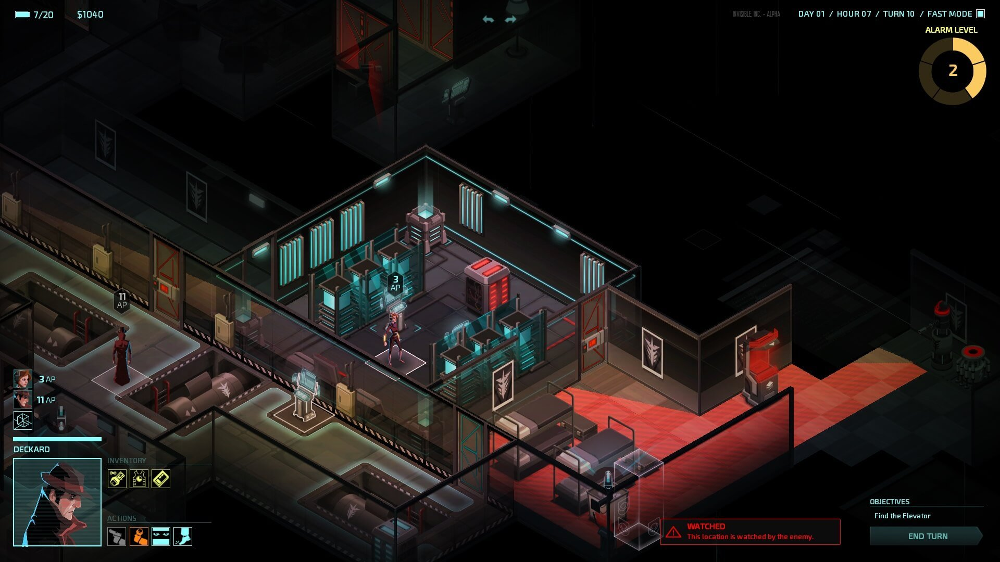 7/20
$1040
INVISIBLE, INC. - ALPHA
DAY 01 / HOUR 07 / TURN 10 / FAST MODE
ALARM LEVEL
2
3
AP
11
AP
3 AP
11 AP
DECKARD
INVENTORY
ACTIONS
WATCHED
This location is watched by the enemy.
OBJECTIVES
Find the Elevator
END TURN